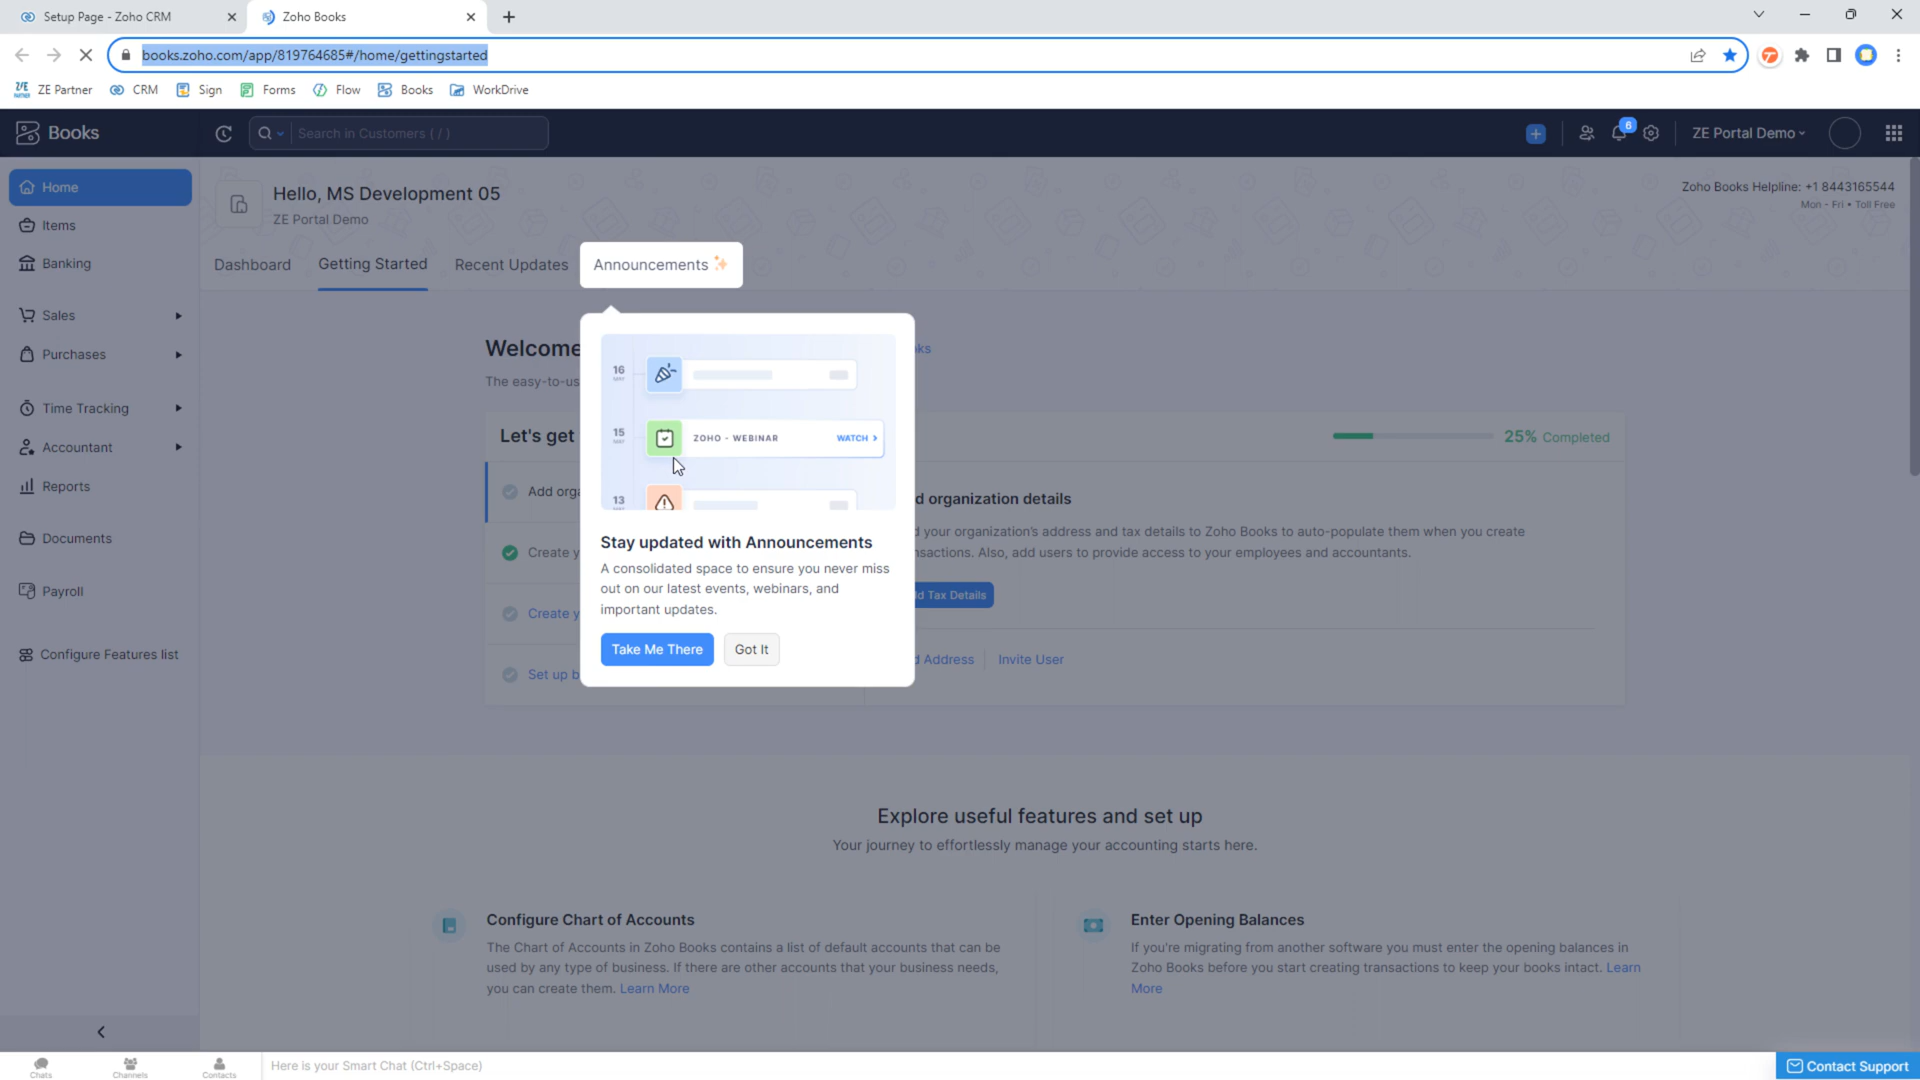 Setup Page - Zoho CRM
Zoho Books
books.zoho.com/app/819764685#/home/gettingstarted
ZE PARTNER
ZE Partner
CRM
Sign
Forms
Flow
Books
WorkDrive
Books
Search in Customers ( / )
6
ZE Portal Demo
Home
Items
Banking
Sales
Purchases
Time Tracking
Accountant
Reports
Documents
Payroll
Configure Features list
Hello, MS Development 05
ZE Portal Demo
Zoho Books Helpline: +1 8443165544
Mon - Fri • Toll Free
Dashboard
Getting Started
Recent Updates
Announcements
Welcome
The easy-to-us
Let's get
25% Completed
Add orga
Create y
Create y
Set up b
d organization details
d your organization's address and tax details to Zoho Books to auto-populate them when you create
nsactions. Also, add users to provide access to your employees and accountants.
d Tax Details
d Address
Invite User
16
MAY
15
MAY
ZOHO - WEBINAR
WATCH >
13
Stay updated with Announcements
A consolidated space to ensure you never miss
out on our latest events, webinars, and
important updates.
Take Me There
Got It
Explore useful features and set up
Your journey to effortlessly manage your accounting starts here.
Configure Chart of Accounts
The Chart of Accounts in Zoho Books contains a list of default accounts that can be
used by any type of business. If there are other accounts that your business needs,
you can create them. Learn More
Enter Opening Balances
If you're migrating from another software you must enter the opening balances in
Zoho Books before you start creating transactions to keep your books intact. Learn
More
Chats
Channels
Contacts
Here is your Smart Chat (Ctrl+Space)
Contact Support